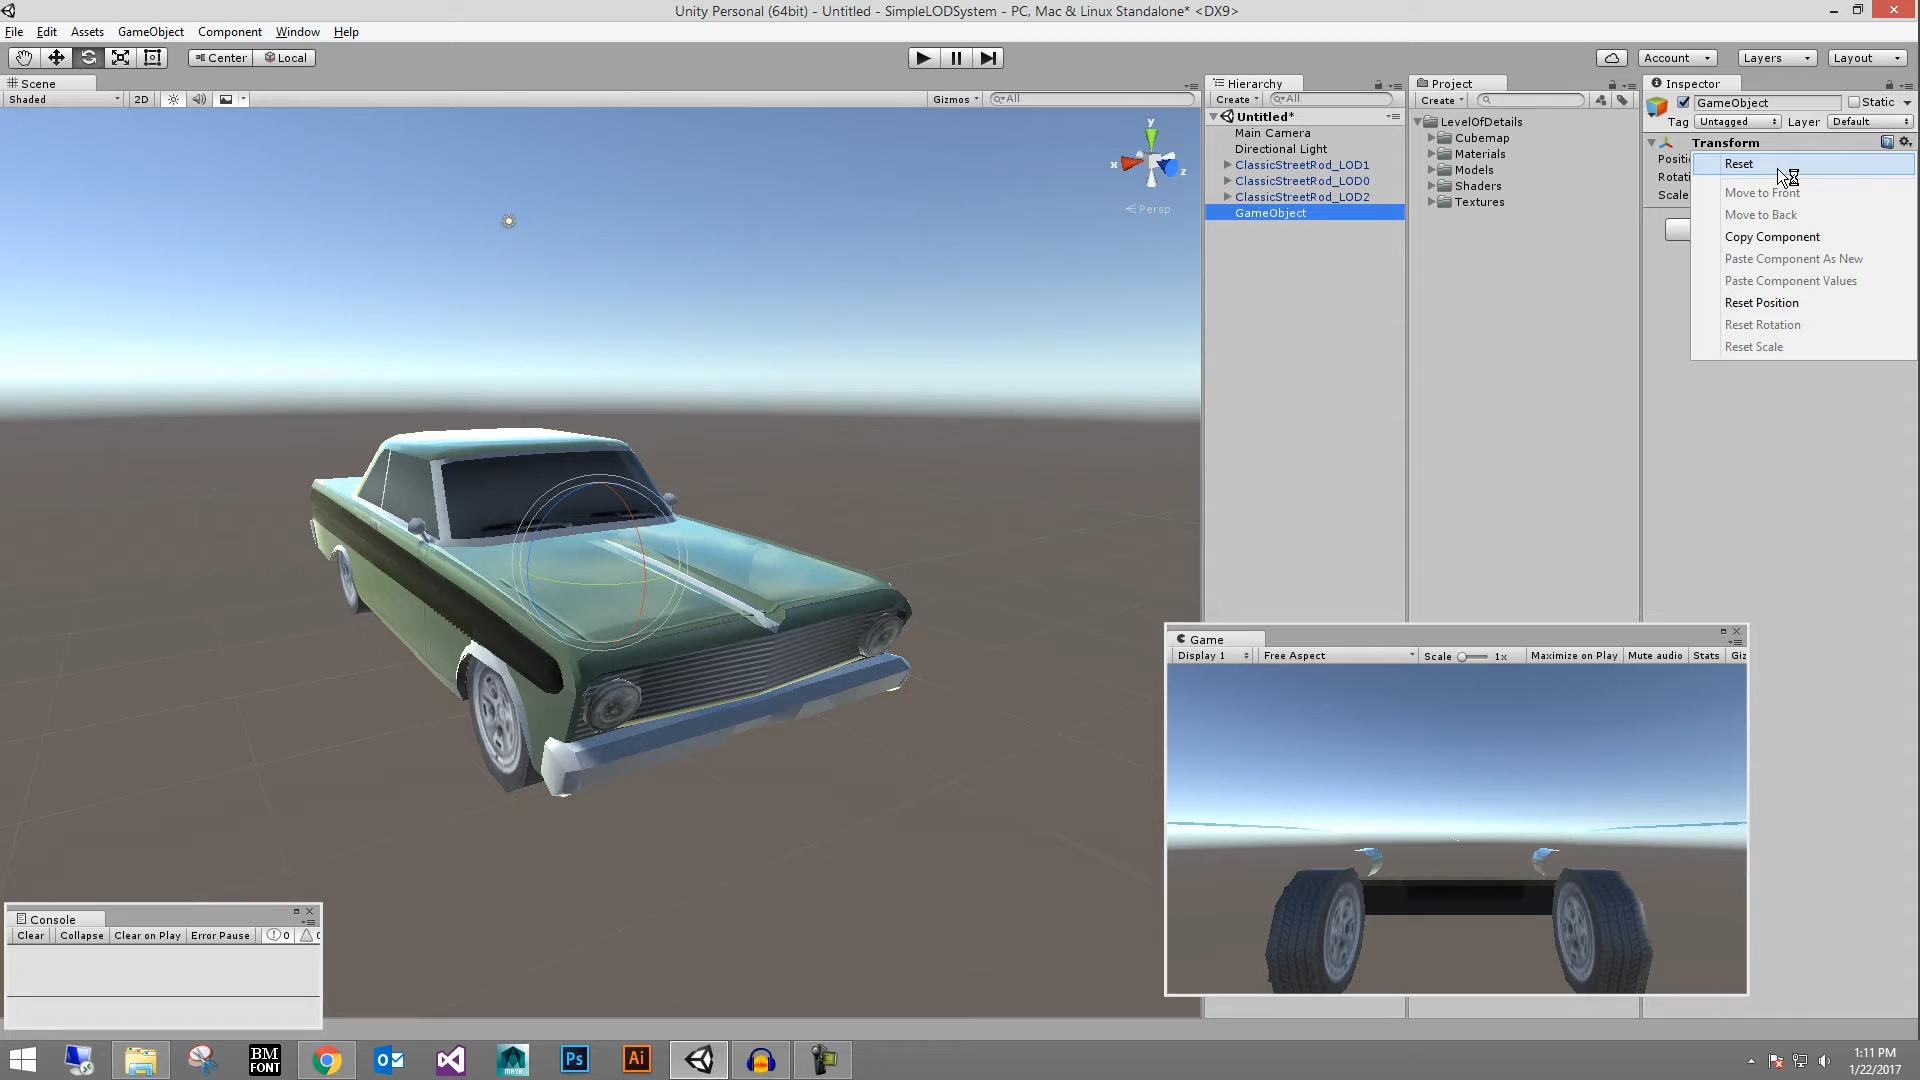 Unity Personal (64bit) - Untitled - SimpleLODSystem - PC, Mac & Linux Standalone* <DX9>
File Edit Assets GameObject Component Window Help
Center Local Account Layers Layout
Scene
Shaded 2D Gizmos All
y
x
z
Persp
Hierarchy
Create All
Untitled*
Main Camera
Directional Light
ClassicStreetRod_LOD1
ClassicStreetRod_LOD0
ClassicStreetRod_LOD2
GameObject
Project
Create
LevelOfDetails
Cubemap
Materials
Models
Shaders
Textures
Inspector
GameObject Static
Tag Untagged Layer Default
Transform
Positi
Rotati
Scale
Reset
Move to Front
Move to Back
Copy Component
Paste Component As New
Paste Component Values
Reset Position
Reset Rotation
Reset Scale
Game
Display 1 Free Aspect Scale 1x Maximize on Play Mute audio Stats Giz
Console
Clear Collapse Clear on Play Error Pause 0
BM
FONT
MAYA
Ps
Ai
1:11 PM
1/22/2017